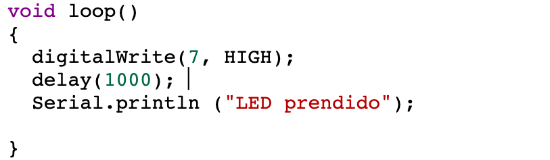 void loop()
{
  digitalWrite(7, HIGH);
  delay(1000);
  Serial.println ("LED prendido");
}